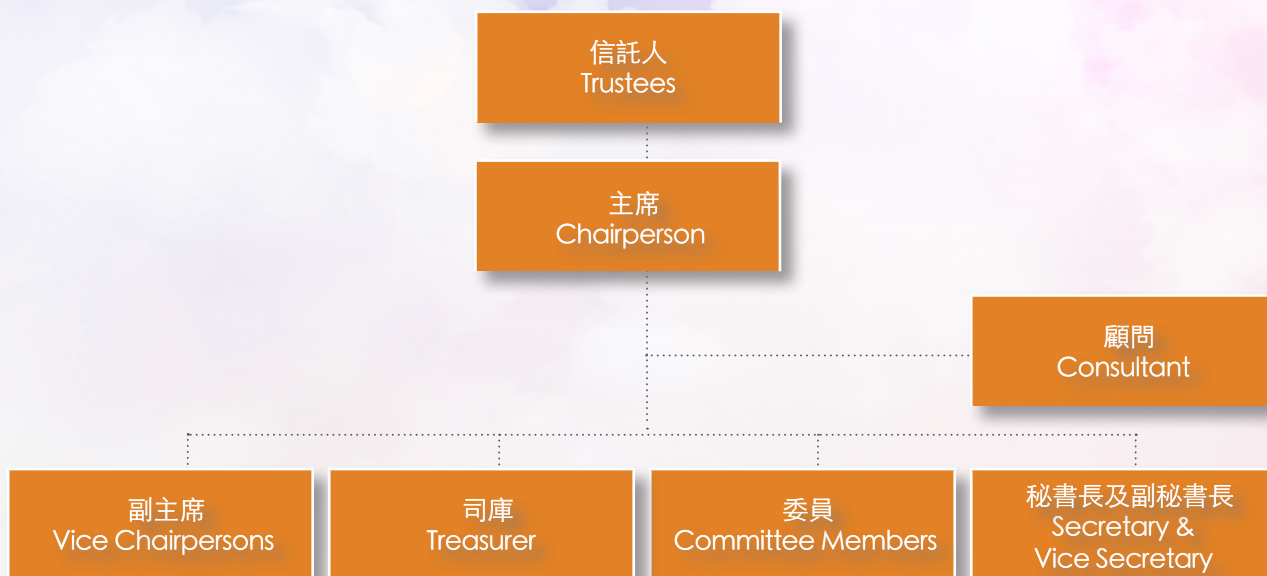 信託人
Trustees
主席
Chairperson
顧問
Consultant
副主席
Vice Chairpersons
司庫
Treasurer
委員
Committee Members
秘書長及副秘書長
Secretary &
Vice Secretary